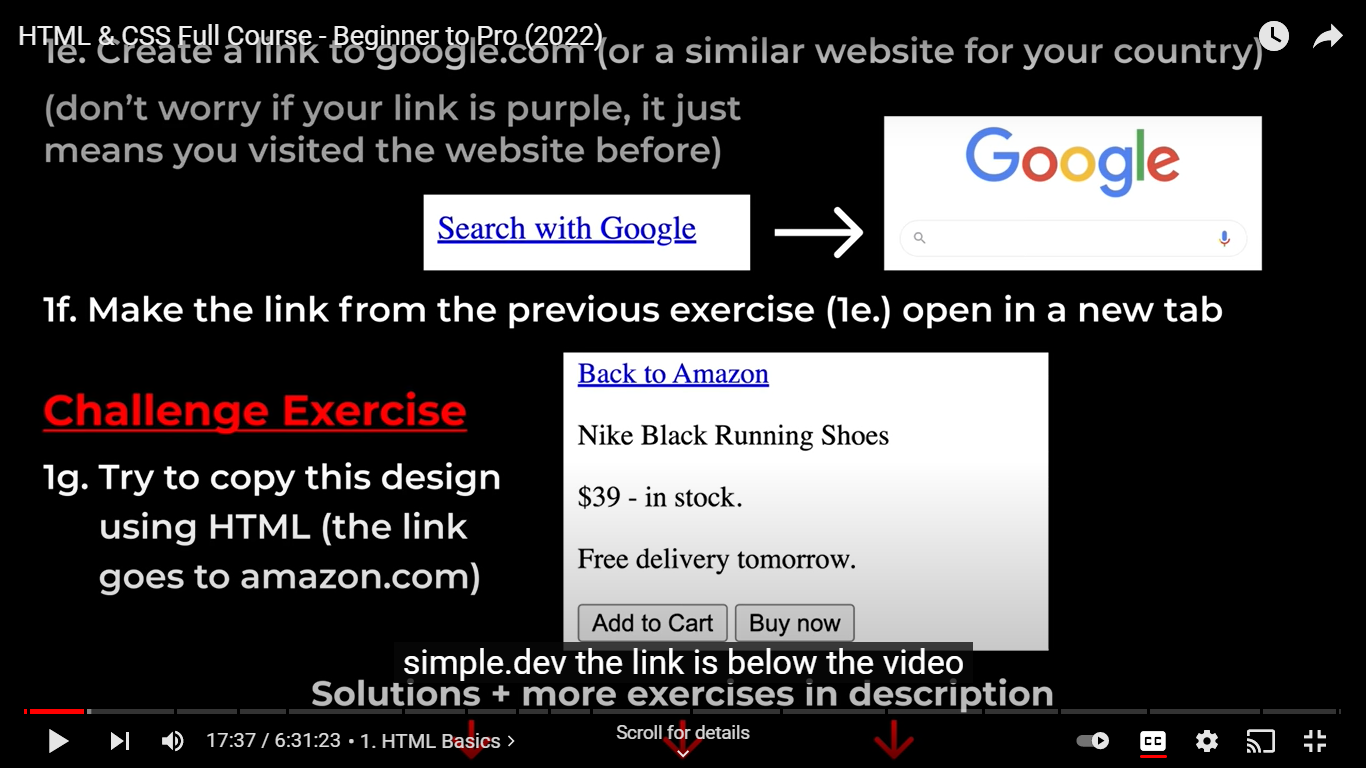 HTML & CSS Full Course - Beginner to Pro (2022)
1e. Create a link to google.com (or a similar website for your country)
(don’t worry if your link is purple, it just
means you visited the website before)
Google
Search with Google
1f. Make the link from the previous exercise (1e.) open in a new tab
Back to Amazon
Challenge Exercise
Nike Black Running Shoes
1g. Try to copy this design
$39 - in stock.
using HTML (the link
Free delivery tomorrow.
goes to amazon.com)
Add to Cart Buy now
simple.dev the link is below the video
Solutions + more exercises in description
17:37 / 6:31:23 • 1. HTML Basics >
Scroll for details
CC